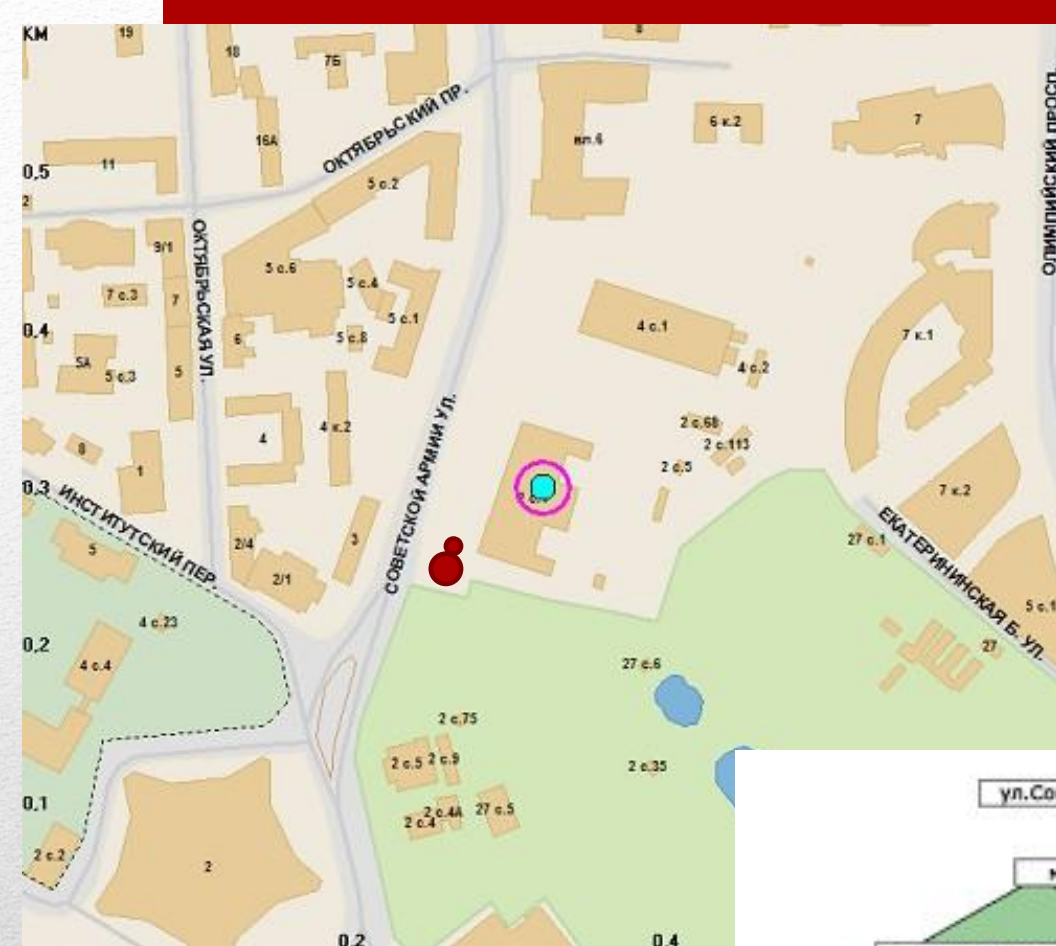 КМ
19
18
7Б
8
16А
ОКТЯБРЬСКИЙ ПР.
вл.6
6 к.2
7
11
0,5
5 с.2
2
ОЛИМПИЙСКИЙ ПРОСП.
9/1
ОКТЯБРЬСКАЯ УЛ.
5 с.6
5 с.4
7 с.3
7
5 с.1
4 с.1
0,4
6
5 с.8
7 к.1
5А
5 с.3
5
4 с.2
4
4 к.2
2 с.68
2 с.113
8
1
2 с.5
0,3
ИНСТИТУТСКИЙ ПЕР.
СОВЕТСКОЙ АРМИИ УЛ.
7 к.2
5
2/4
3
27 с.1
ЕКАТЕРИНИНСКАЯ Б. УЛ.
2/1
5 с.1
4 с.23
0,2
4 с.4
27 с.6
27
2 с.75
2 с.5
2 с.9
2 с.35
ул.Со
0,1
2 с.4А
27 с.5
2 с.4
2 с.2
2
0,2
0,4